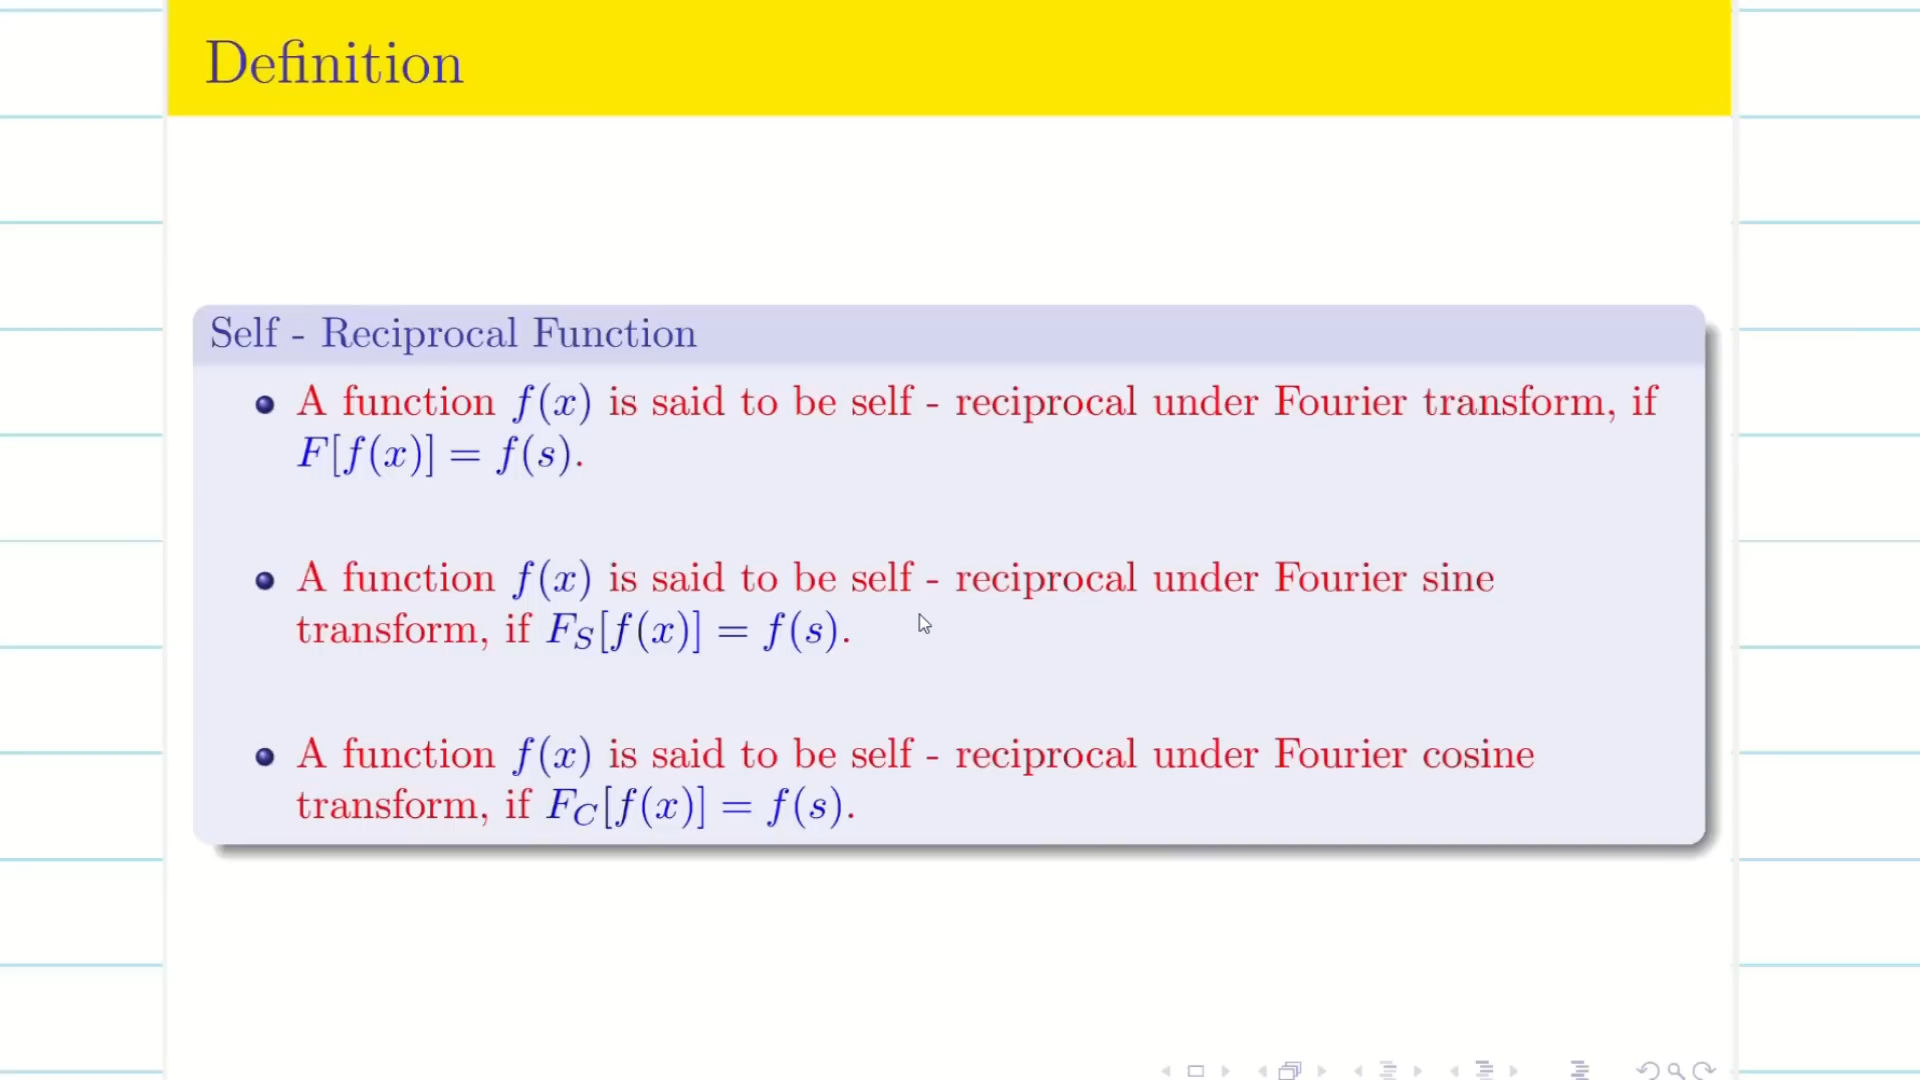 Definition
Self - Reciprocal Function
A function f(x) is said to be self - reciprocal under Fourier transform, if
F[f(x)] = f(s).
A function f(x) is said to be self - reciprocal under Fourier sine
transform, if F_S[f(x)] = f(s).
A function f(x) is said to be self - reciprocal under Fourier cosine
transform, if F_C[f(x)] = f(s).